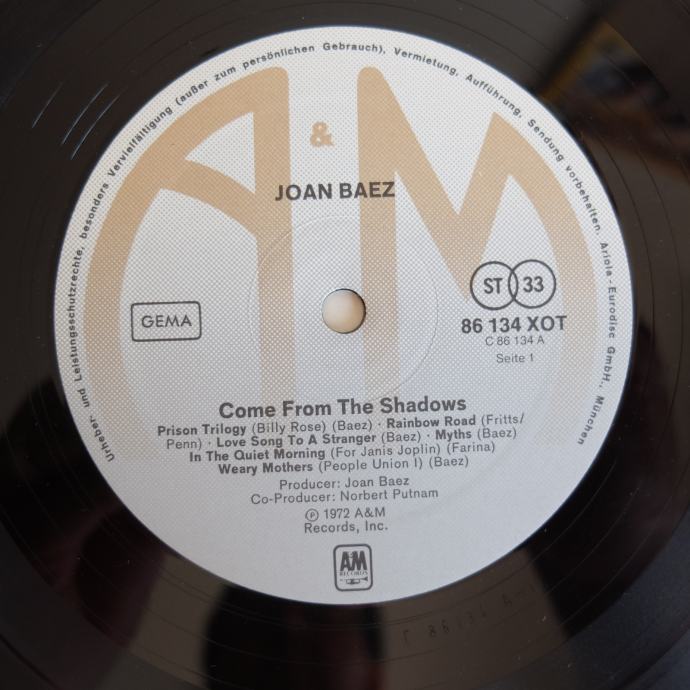 Urheber- und Leistungsschutzrechte, besonders Vervielfältigung (außer zum persönlichen Gebrauch), Vermietung, Aufführung, Sendung vorbehalten. Ariola-Eurodisc GmbH., München
A & M
JOAN BAEZ
GEMA
ST 33
86 134 XOT
C 86 134 A
Seite 1
Come From The Shadows
Prison Trilogy (Billy Rose) (Baez) · Rainbow Road (Fritts/
Penn) · Love Song To A Stranger (Baez) · Myths (Baez)
In The Quiet Morning (For Janis Joplin) (Farina)
Weary Mothers (People Union I) (Baez)
Producer: Joan Baez
Co-Producer: Norbert Putnam
℗ 1972 A&M
Records, Inc.
A&M
RECORDS